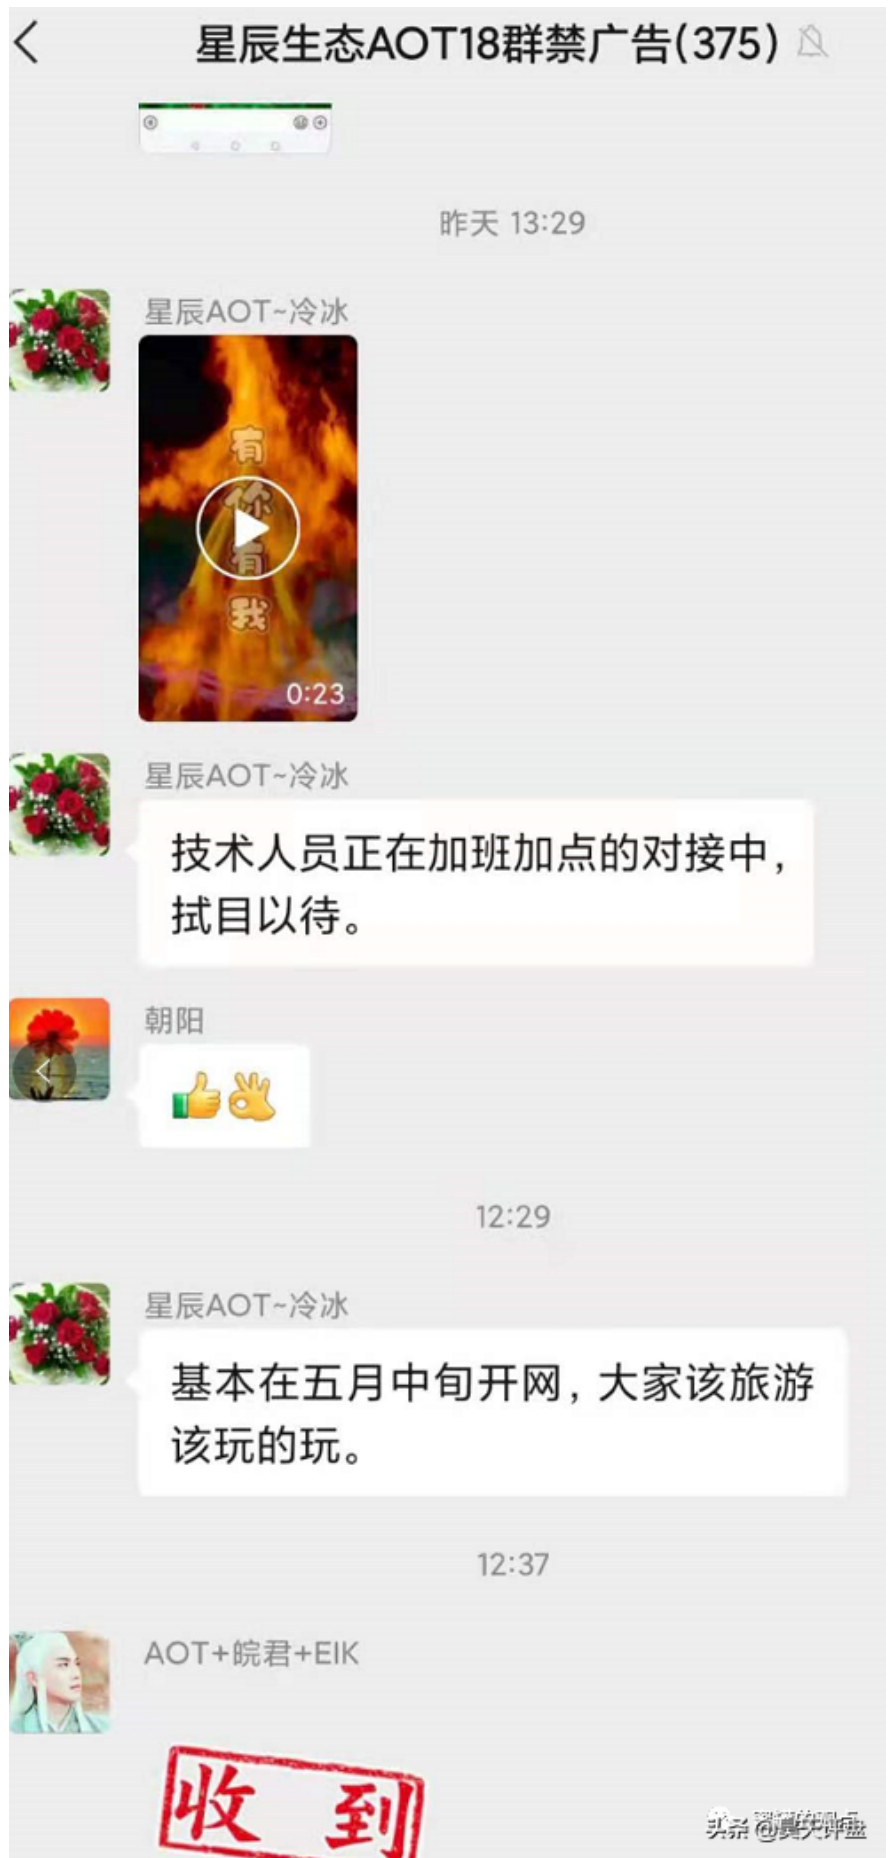 星辰生态AOT18群禁广告(375)
昨天 13:29
星辰AOT~冷冰
有
你
有
我
0:23
星辰AOT~冷冰
技术人员正在加班加点的对接中，
拭目以待。
朝阳
12:29
星辰AOT~冷冰
基本在五月中旬开网，大家该旅游
该玩的玩。
12:37
AOT+皖君+EIK
收 到
头条